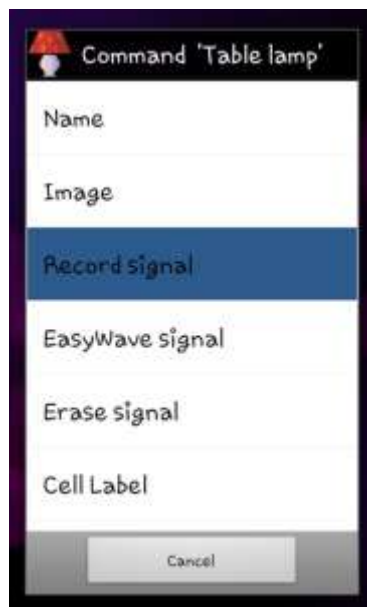 Command 'Table lamp'
Name
Image
Record signal
EasyWave signal
Erase signal
Cell Label
Cancel